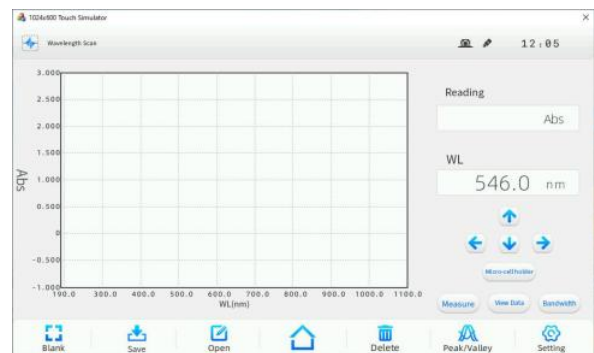 1024x600 Touch Simulator
Wavelength Scan
12:05
3.000
2.500
2.000
1.500
1.000
0.500
0
-0.500
-1.000
Abs
190.0 300.0 400.0 500.0 600.0 700.0 800.0 900.0 1000.0 1100.0
WL(nm)
Reading
Abs
WL
546.0 nm
Micro-cell holder
Measure View Data Bandwidth
Blank Save Open Delete Peak/Valley Setting